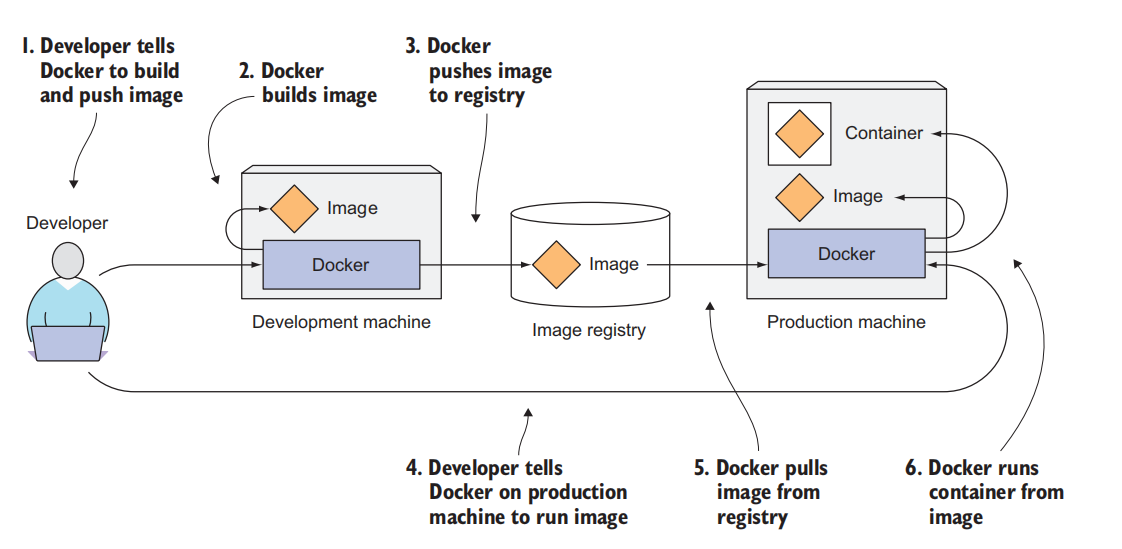 1. Developer tells
Docker to build
and push image
2. Docker
builds image
3. Docker
pushes image
to registry
Developer
Image
Docker
Development machine
Image
Image registry
Container
Image
Docker
Production machine
4. Developer tells
Docker on production
machine to run image
5. Docker pulls
image from
registry
6. Docker runs
container from
image